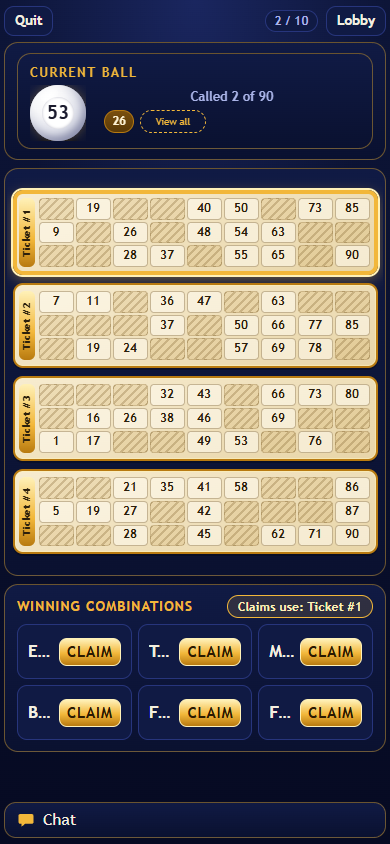 Quit
2 / 10
Lobby
CURRENT BALL
53
Called 2 of 90
26
View all
Ticket #1
19 40 50 73 85
9 26 48 54 63
28 37 55 65 90
Ticket #2
7 11 36 47 63
37 50 66 77 85
19 24 57 69 78
Ticket #3
32 43 66 73 80
16 26 38 46 69
1 17 49 53 76
Ticket #4
21 35 41 58 86
5 19 27 42 87
28 45 62 71 90
WINNING COMBINATIONS
Claims use: Ticket #1
E... CLAIM T... CLAIM M... CLAIM
B... CLAIM F... CLAIM F... CLAIM
Chat